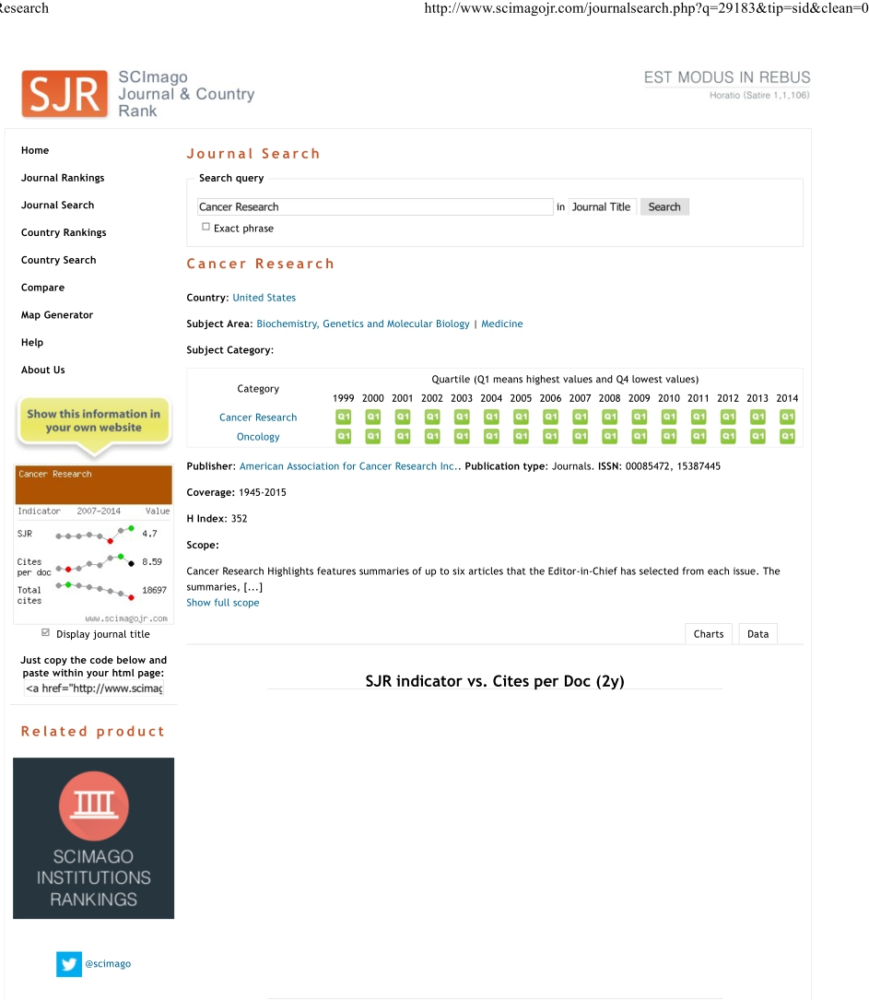 Research
http://www.scimagojr.com/journalsearch.php?q=29183&tip=sid&clean=0
SJR
SCImago
Journal & Country
Rank
EST MODUS IN REBUS
Horatio (Satire 1,1,106)
Home
Journal Rankings
Journal Search
Country Rankings
Country Search
Compare
Map Generator
Help
About Us
Show this information in
your own website
Cancer Research
Indicator 2007-2014 Value
SJR 4.7
Cites
per doc 8.59
Total
cites 18697
www.scimagojr.com
Display journal title
Just copy the code below and
paste within your html page:
<a href="http://www.scimag
Related product
SCIMAGO
INSTITUTIONS
RANKINGS
@scimago
Journal Search
Search query
Cancer Research in Journal Title Search
Exact phrase
Cancer Research
Country: United States
Subject Area: Biochemistry, Genetics and Molecular Biology | Medicine
Subject Category:
Category
Quartile (Q1 means highest values and Q4 lowest values)
1999 2000 2001 2002 2003 2004 2005 2006 2007 2008 2009 2010 2011 2012 2013 2014
Cancer Research Q1 Q1 Q1 Q1 Q1 Q1 Q1 Q1 Q1 Q1 Q1 Q1 Q1 Q1 Q1 Q1
Oncology Q1 Q1 Q1 Q1 Q1 Q1 Q1 Q1 Q1 Q1 Q1 Q1 Q1 Q1 Q1 Q1
Publisher: American Association for Cancer Research Inc.. Publication type: Journals. ISSN: 00085472, 15387445
Coverage: 1945-2015
H Index: 352
Scope:
Cancer Research Highlights features summaries of up to six articles that the Editor-in-Chief has selected from each issue. The
summaries, [...]
Show full scope
Charts Data
SJR indicator vs. Cites per Doc (2y)